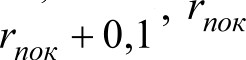 r_пок + 0,1 , r_пок